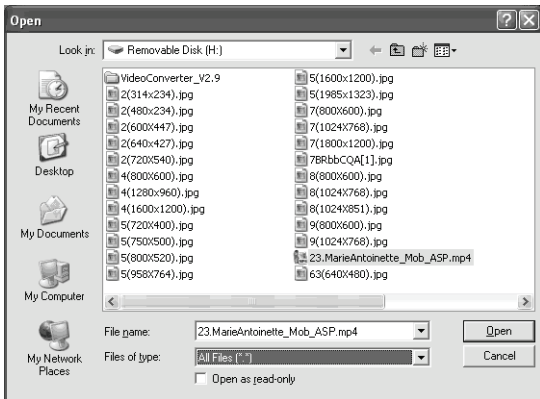 Open
Look in:
Removable Disk (H:)
My Recent
Documents
Desktop
My Documents
My Computer
My Network
Places
VideoConverter_V2.9
2(314x234).jpg
2(480x234).jpg
2(600X447).jpg
2(640x427).jpg
2(720X540).jpg
4(800X600).jpg
4(1280x960).jpg
4(1600x1200).jpg
5(720X400).jpg
5(750X500).jpg
5(800X520).jpg
5(958X764).jpg
5(1600x1200).jpg
5(1985x1323).jpg
7(800X600).jpg
7(1024X768).jpg
7(1800x1200).jpg
7BRbbCQA[1].jpg
8(800X600).jpg
8(1024X768).jpg
8(1024X851).jpg
9(800X600).jpg
9(1024X768).jpg
23.MarieAntoinette_Mob_ASP.mp4
63(640X480).jpg
File name:
23.MarieAntoinette_Mob_ASP.mp4
Open
Files of type:
All Files (*.*)
Cancel
Open as read-only